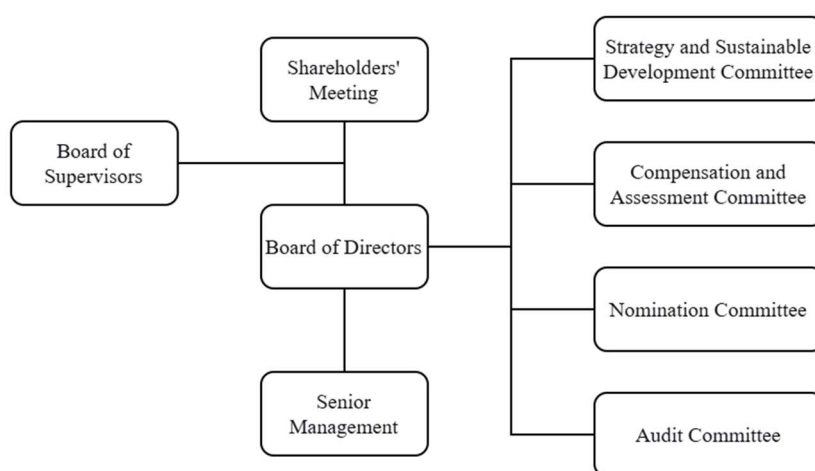 Shareholders'
Meeting
Board of
Supervisors
Board of Directors
Senior
Management
Strategy and Sustainable
Development Committee
Compensation and
Assessment Committee
Nomination Committee
Audit Committee